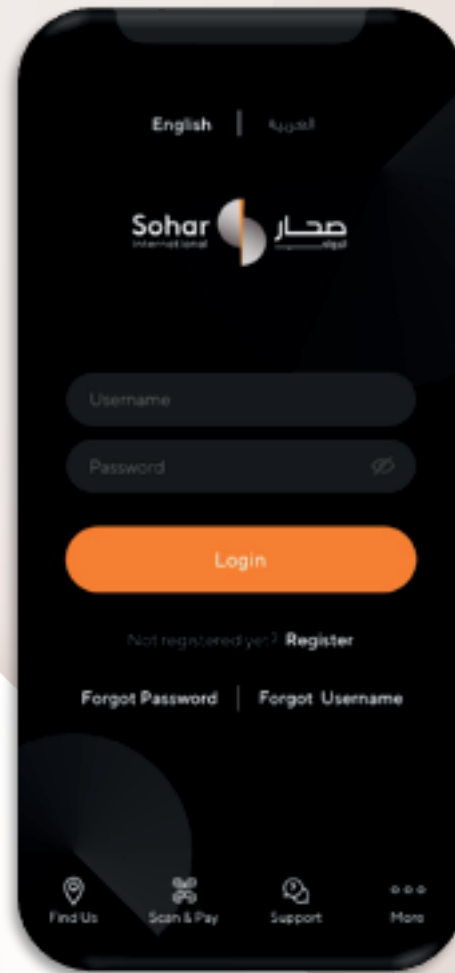 English | العربية
Sohar صحار
International الدولي
Username
Password
Login
Not registered yet? Register
Forgot Password | Forgot Username
Find Us Scan & Pay Support More